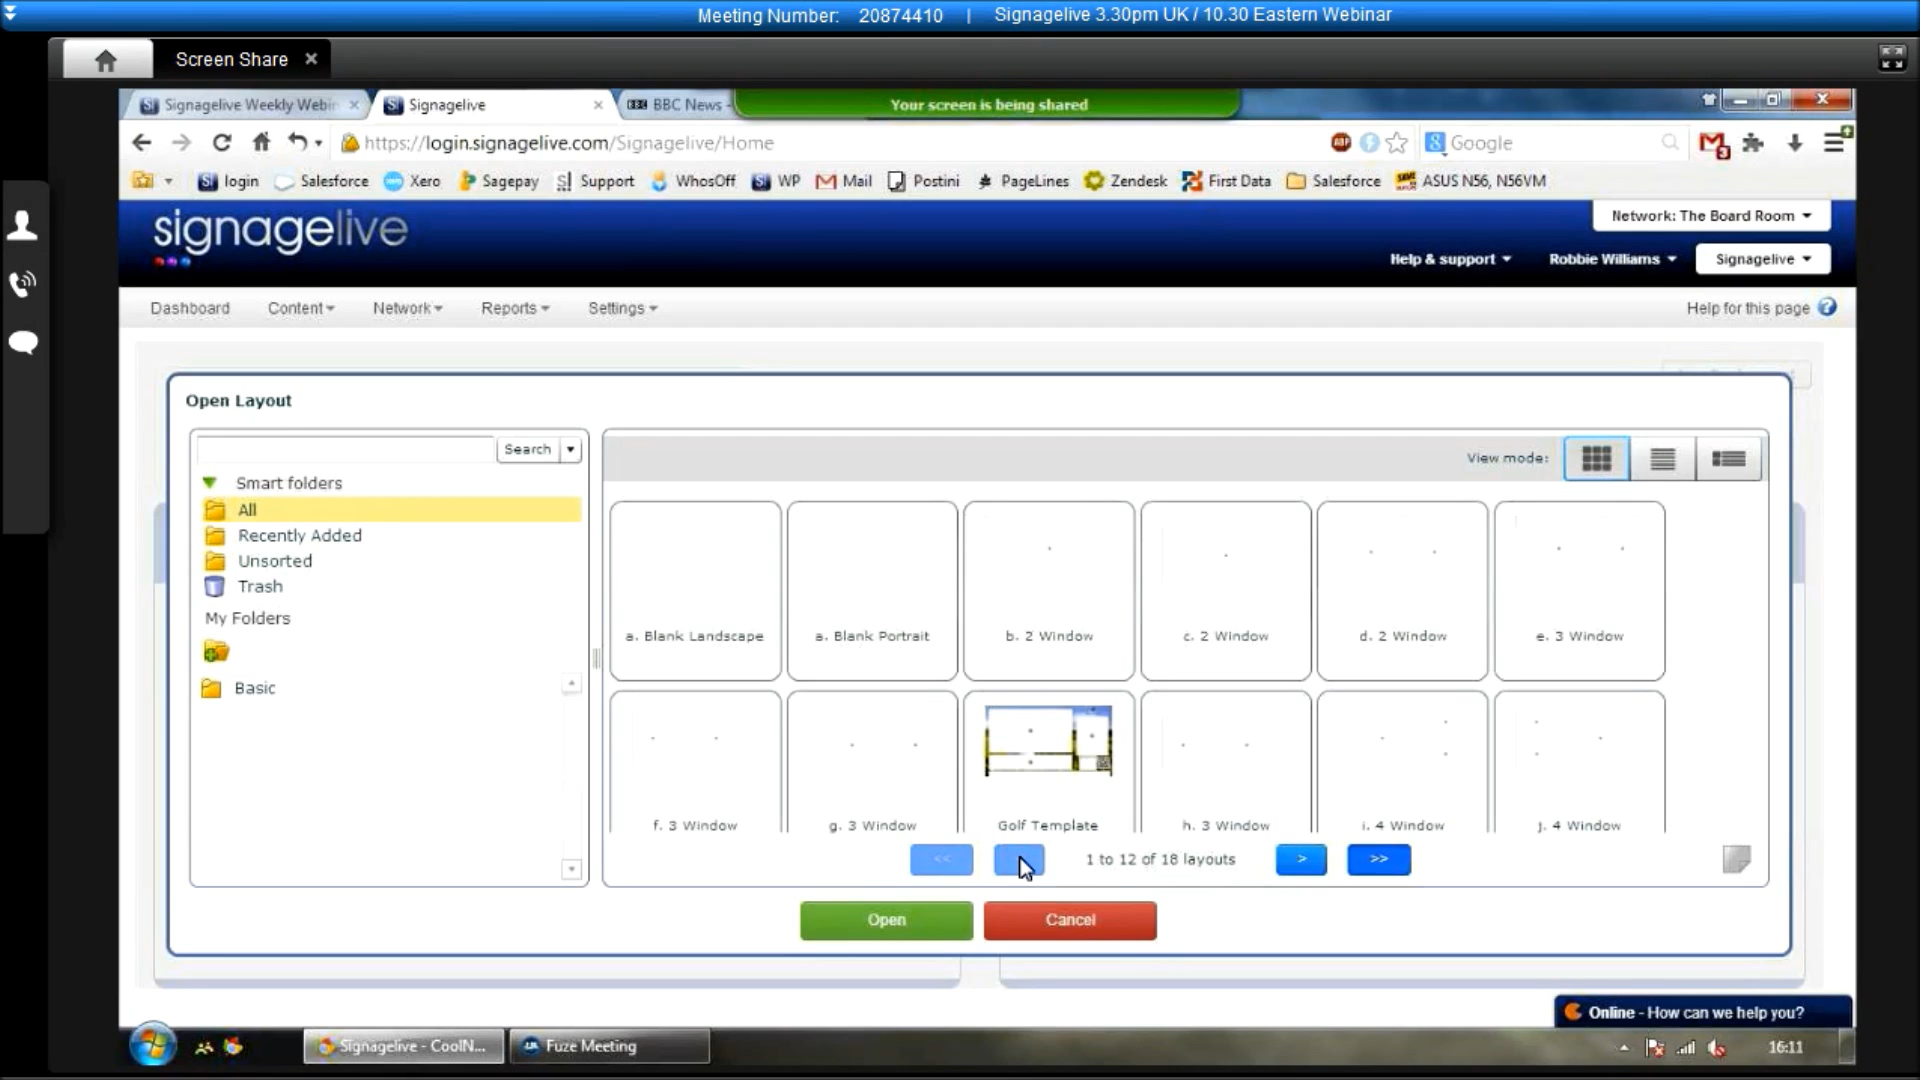 Meeting Number: 20874410 | Signagelive 3.30pm UK / 10.30 Eastern Webinar
Screen Share
Signagelive Weekly Webin
Signagelive
BBC News -
Your screen is being shared
https://login.signagelive.com/Signagelive/Home
Google
login
Salesforce
Xero
Sagepay
Support
WhosOff
WP
Mail
Postini
PageLines
Zendesk
First Data
Salesforce
ASUS N56, N56VM
signagelive
Network: The Board Room
Help & support
Robbie Williams
Signagelive
Dashboard
Content
Network
Reports
Settings
Help for this page
Open Layout
Search
View mode:
Smart folders
All
Recently Added
Unsorted
Trash
My Folders
Basic
a. Blank Landscape
a. Blank Portrait
b. 2 Window
c. 2 Window
d. 2 Window
e. 3 Window
f. 3 Window
g. 3 Window
Golf Template
h. 3 Window
i. 4 Window
j. 4 Window
<<
1 to 12 of 18 layouts
>
>>
Open
Cancel
Online - How can we help you?
Signagelive - CoolN...
Fuze Meeting
16:11